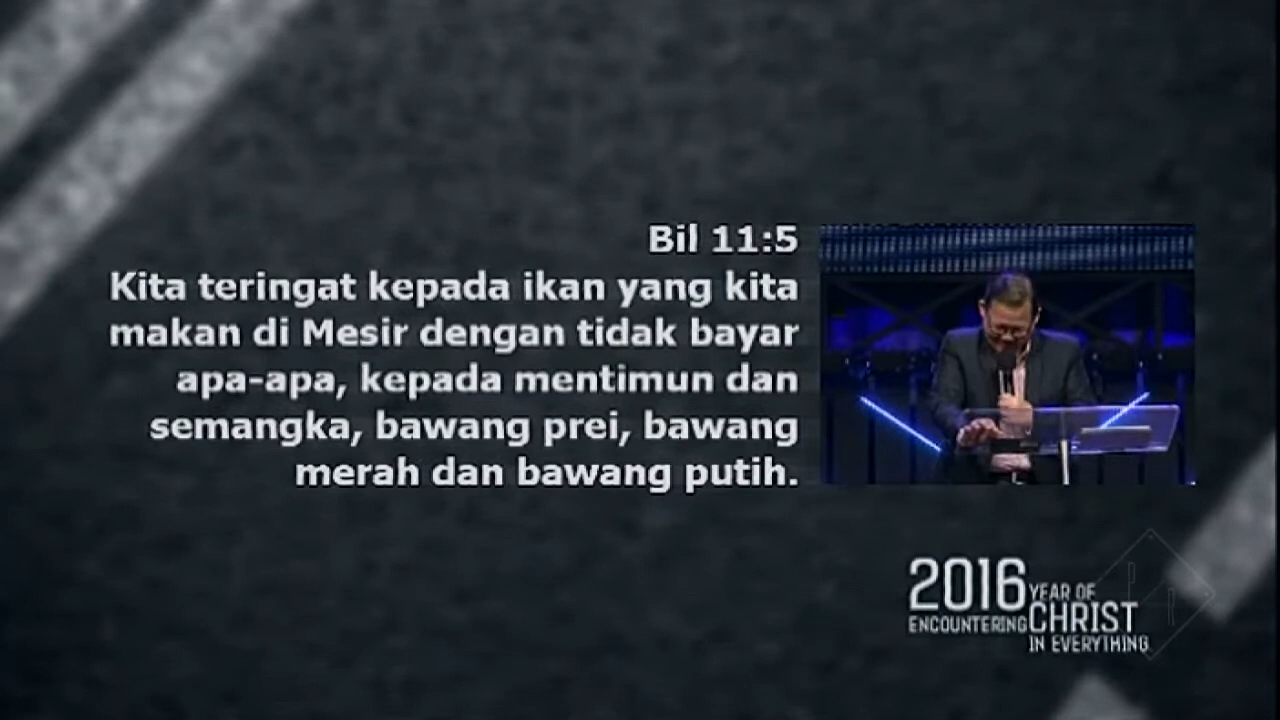 Bil 11:5
Kita teringat kepada ikan yang kita
makan di Mesir dengan tidak bayar
apa-apa, kepada mentimun dan
semangka, bawang prei, bawang
merah dan bawang putih.
2016 YEAR OF
ENCOUNTERING CHRIST
IN EVERYTHING